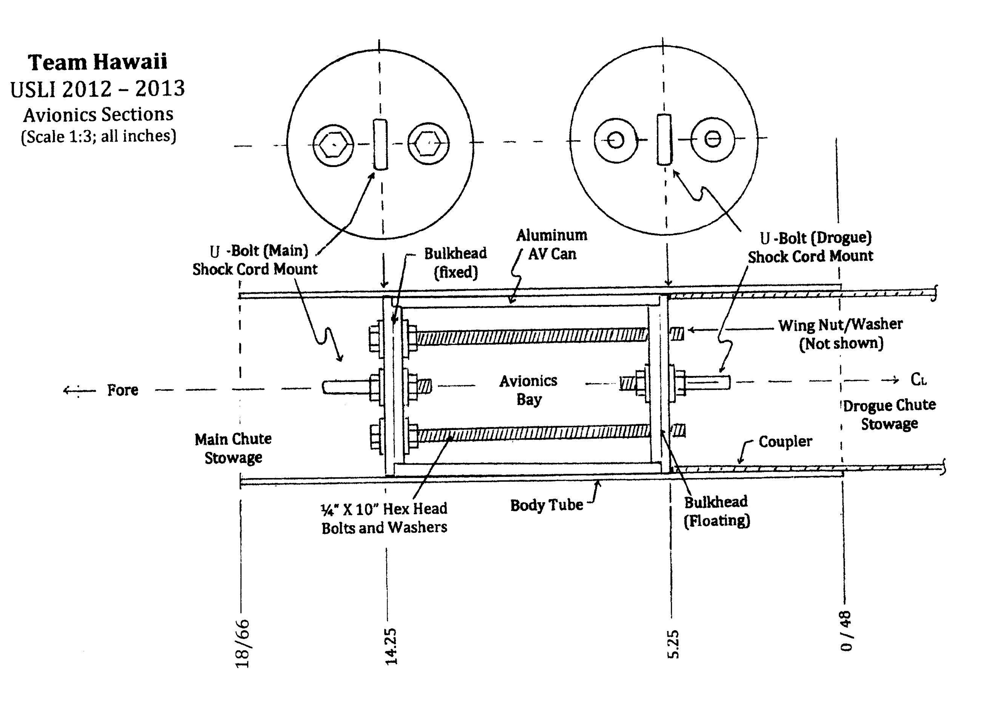 Team Hawaii
USLI 2012 – 2013
Avionics Sections
(Scale 1:3; all inches)
U -Bolt (Main)
Shock Cord Mount
Bulkhead
(fixed)
Aluminum
AV Can
U -Bolt (Drogue)
Shock Cord Mount
Wing Nut/Washer
(Not shown)
Fore
Avionics
Bay
CL
Drogue Chute
Stowage
Main Chute
Stowage
Coupler
¼" X 10" Hex Head
Bolts and Washers
Body Tube
Bulkhead
(Floating)
18/66
14.25
5.25
0 / 48